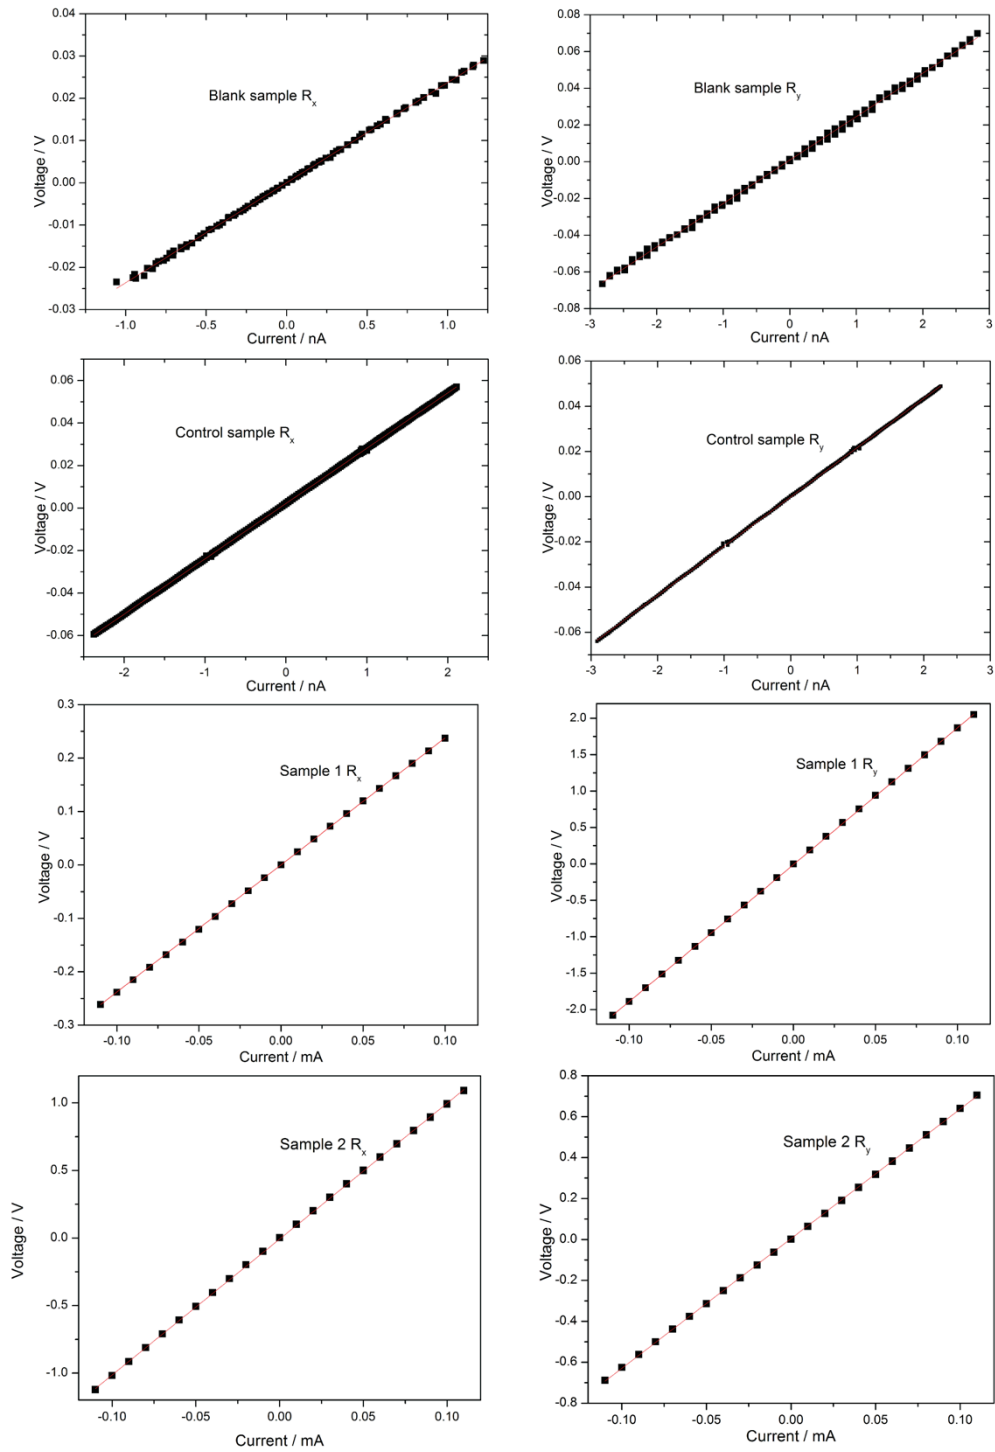 0.04
0.03
0.02
0.01
0.00
-0.01
-0.02
-0.03
Voltage / V
Blank sample Rx
-1.0 -0.5 0.0 0.5 1.0
Current / nA
0.08
0.06
0.04
0.02
0.00
-0.02
-0.04
-0.06
-0.08
Voltage / V
Blank sample Ry
-3 -2 -1 0 1 2 3
Current / nA
0.06
0.04
0.02
0.00
-0.02
-0.04
-0.06
Voltage / V
Control sample Rx
-2 -1 0 1 2
Current / nA
0.06
0.04
0.02
0.00
-0.02
-0.04
-0.06
Voltage / V
Control sample Ry
-3 -2 -1 0 1 2 3
Current / nA
0.3
0.2
0.1
0.0
-0.1
-0.2
-0.3
Voltage / V
Sample 1 Rx
-0.10 -0.05 0.00 0.05 0.10
Current / mA
2.0
1.5
1.0
0.5
0.0
-0.5
-1.0
-1.5
-2.0
Voltage / V
Sample 1 Ry
-0.10 -0.05 0.00 0.05 0.10
Current / mA
1.0
0.5
0.0
-0.5
-1.0
Voltage / V
Sample 2 Rx
-0.10 -0.05 0.00 0.05 0.10
Current / mA
0.8
0.6
0.4
0.2
0.0
-0.2
-0.4
-0.6
-0.8
Voltage / V
Sample 2 Ry
-0.10 -0.05 0.00 0.05 0.10
Current / mA